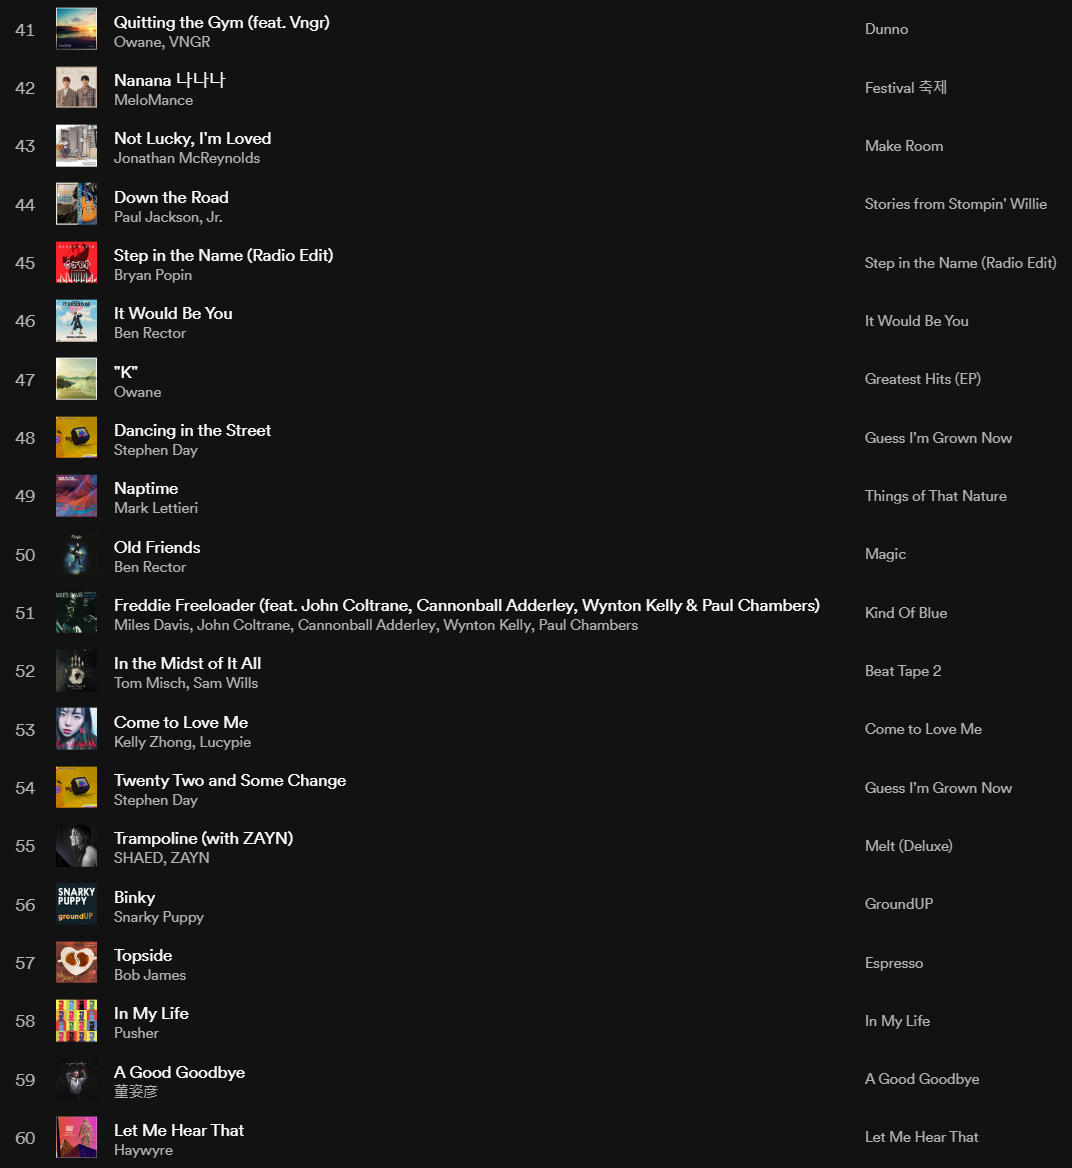 41
Quitting the Gym (feat. Vngr)
Owane, VNGR
Dunno
42
Nanana 나나나
MeloMance
Festival 축제
43
Not Lucky, I'm Loved
Jonathan McReynolds
Make Room
44
Down the Road
Paul Jackson, Jr.
Stories from Stompin' Willie
45
Step in the Name (Radio Edit)
Bryan Popin
Step in the Name (Radio Edit)
46
It Would Be You
Ben Rector
It Would Be You
47
"K"
Owane
Greatest Hits (EP)
48
Dancing in the Street
Stephen Day
Guess I’m Grown Now
49
Naptime
Mark Lettieri
Things of That Nature
50
Magic
Old Friends
Ben Rector
Magic
51
MILES DAVIS
Freddie Freeloader (feat. John Coltrane, Cannonball Adderley, Wynton Kelly & Paul Chambers)
Miles Davis, John Coltrane, Cannonball Adderley, Wynton Kelly, Paul Chambers
Kind Of Blue
52
In the Midst of It All
Tom Misch, Sam Wills
Beat Tape 2
53
Come to Love Me
Kelly Zhong, Lucypie
Come to Love Me
54
Twenty Two and Some Change
Stephen Day
Guess I’m Grown Now
55
Trampoline (with ZAYN)
SHAED, ZAYN
Melt (Deluxe)
56
SNARKY
PUPPY
groundUP
Binky
Snarky Puppy
GroundUP
57
Topside
Bob James
Espresso
58
In My Life
Pusher
In My Life
59
A Good Goodbye
董姿彦
A Good Goodbye
60
Let Me Hear That
Haywyre
Let Me Hear That